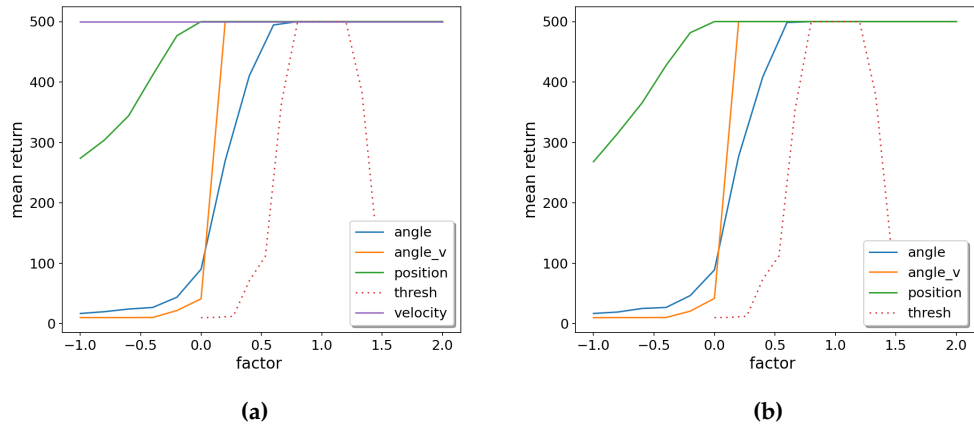 500
400
300
200
100
0
mean return
angle
angle_v
position
thresh
velocity
−1.0 −0.5 0.0 0.5 1.0 1.5 2.0
factor
(a)
500
400
300
200
100
0
mean return
angle
angle_v
position
thresh
−1.0 −0.5 0.0 0.5 1.0 1.5 2.0
factor
(b)